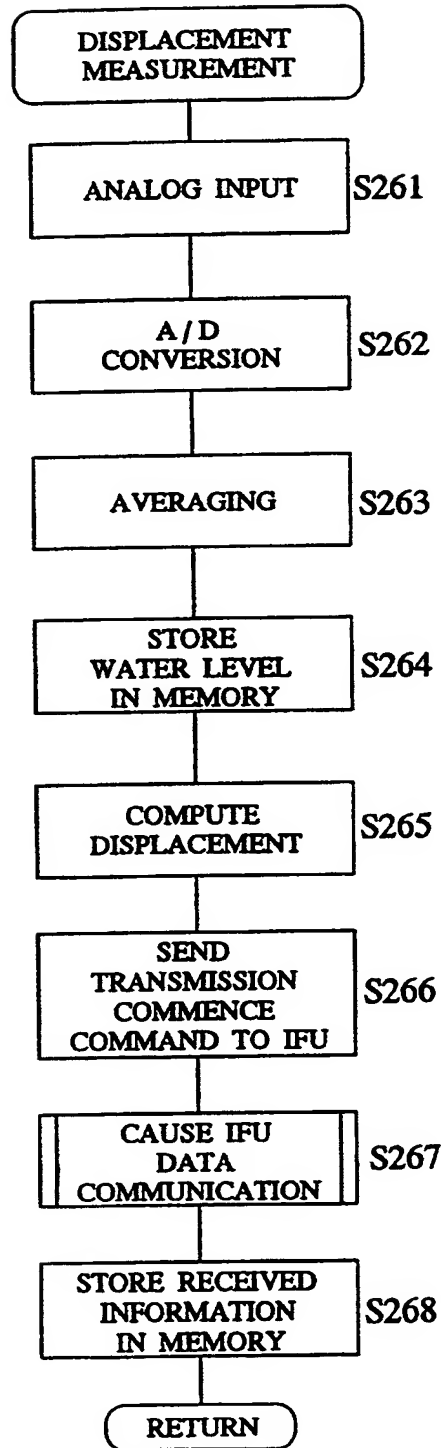 DISPLACEMENT
MEASUREMENT
ANALOG INPUT S261
A/D
CONVERSION S262
AVERAGING S263
STORE
WATER LEVEL
IN MEMORY S264
COMPUTE
DISPLACEMENT S265
SEND
TRANSMISSION
COMMENCE
COMMAND TO IFU S266
CAUSE IFU
DATA
COMMUNICATION S267
STORE RECEIVED
INFORMATION
IN MEMORY S268
RETURN